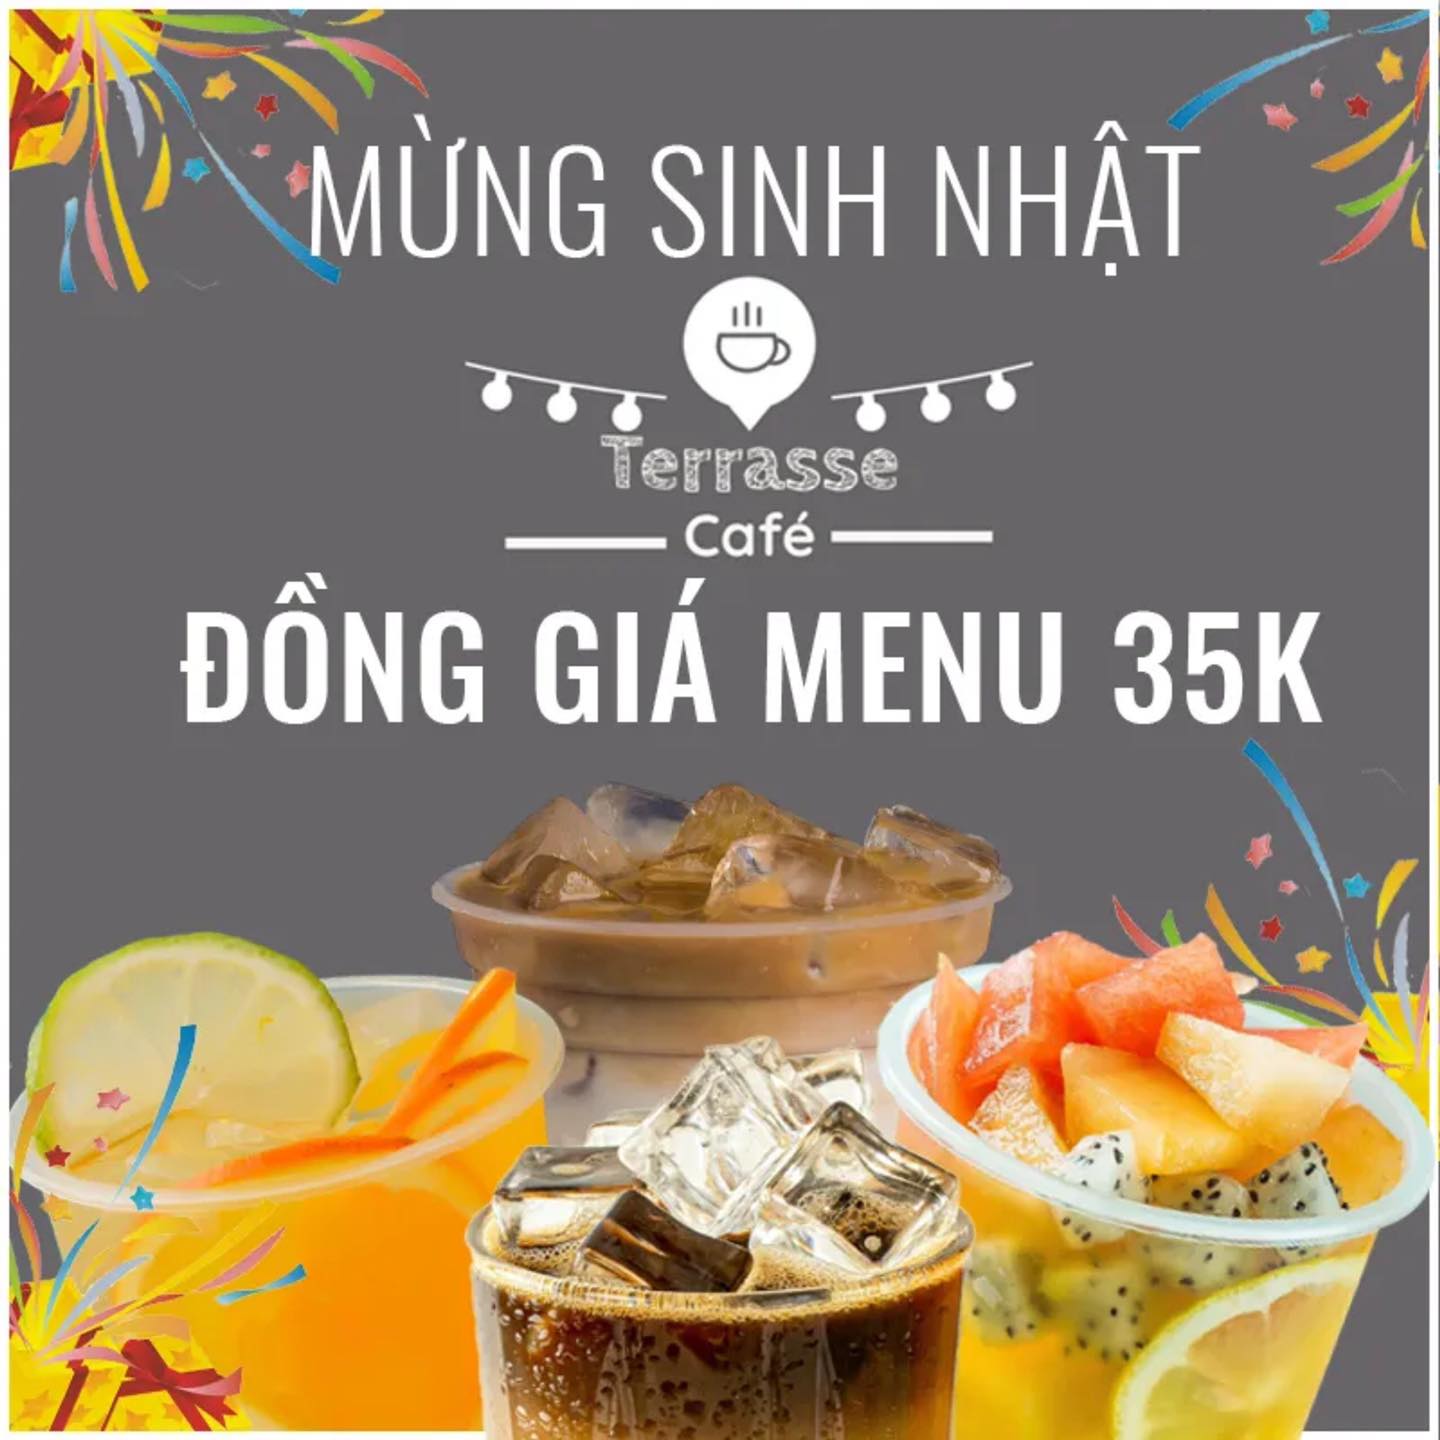 MỪNG SINH NHẬT
Terrasse
Café
ĐỒNG GIÁ MENU 35K